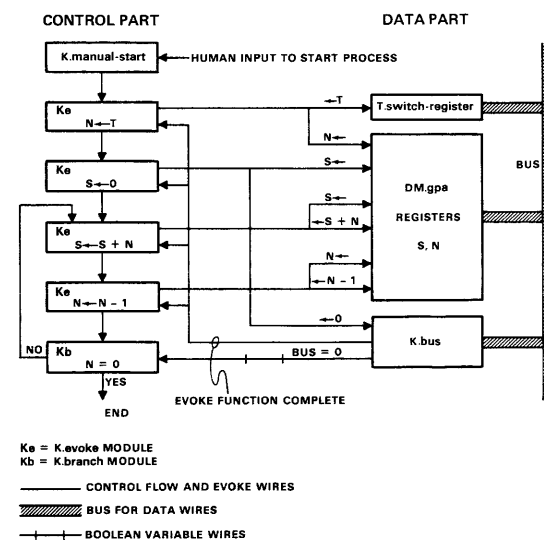 CONTROL PART
DATA PART
K.manual-start
HUMAN INPUT TO START PROCESS
Ke
N←T
←T
T.switch-register
N←
BUS
Ke
S←0
S←
DM.gpa
REGISTERS
S, N
Ke
S←S + N
S←
←S + N
N←
Ke
N←N - 1
←N - 1
←0
K.bus
NO
Kb
N = 0
BUS = 0
YES
END
EVOKE FUNCTION COMPLETE
Ke = K.evoke MODULE
Kb = K.branch MODULE
CONTROL FLOW AND EVOKE WIRES
BUS FOR DATA WIRES
BOOLEAN VARIABLE WIRES